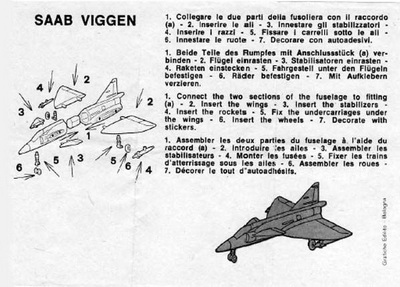 SAAB VIGGEN
1. Collegare le due parti della fusoliera con il raccordo
(a) - 2. Inserire le ali - 3. Innestare gli stabilizzatori -
4. Inserire i razzi - 5. Fissare i carrelli sotto le ali -
6. Innestare le ruote - 7. Decorare con autoadesivi.
1. Beide Teile des Rumpfes mit Anschlussstück (a) ver-
binden - 2. Flügel einrasten - 3. Stabilisatoren einrasten -
4. Raketen einstecken - 5. Fahrgestell unter den Flügeln
befestigen - 6. Räder befestigen - 7. Mit Aufklebern
verzieren.
1. Connect the two sections of the fuselage to fitting
(a) - 2. Insert the wings - 3. Insert the stabilizers -
4. Insert the rockets - 5. Fix the undercarriages under
the wings - 6. Insert the wheels - 7. Decorate with
stickers.
1. Assembler les deux parties du fuselage à l'aide du
raccord (a) - 2. Introduire les ailes - 3. Assembler les
stabilisateurs - 4. Monter les fusées - 5. Fixer les trains
d'atterrissage sous les ailes - 6. Assembler les roues -
7. Décorer le tout d'autoadhésifs.
2
4
3
1
2
4
3
6
5
5
6
Bologna